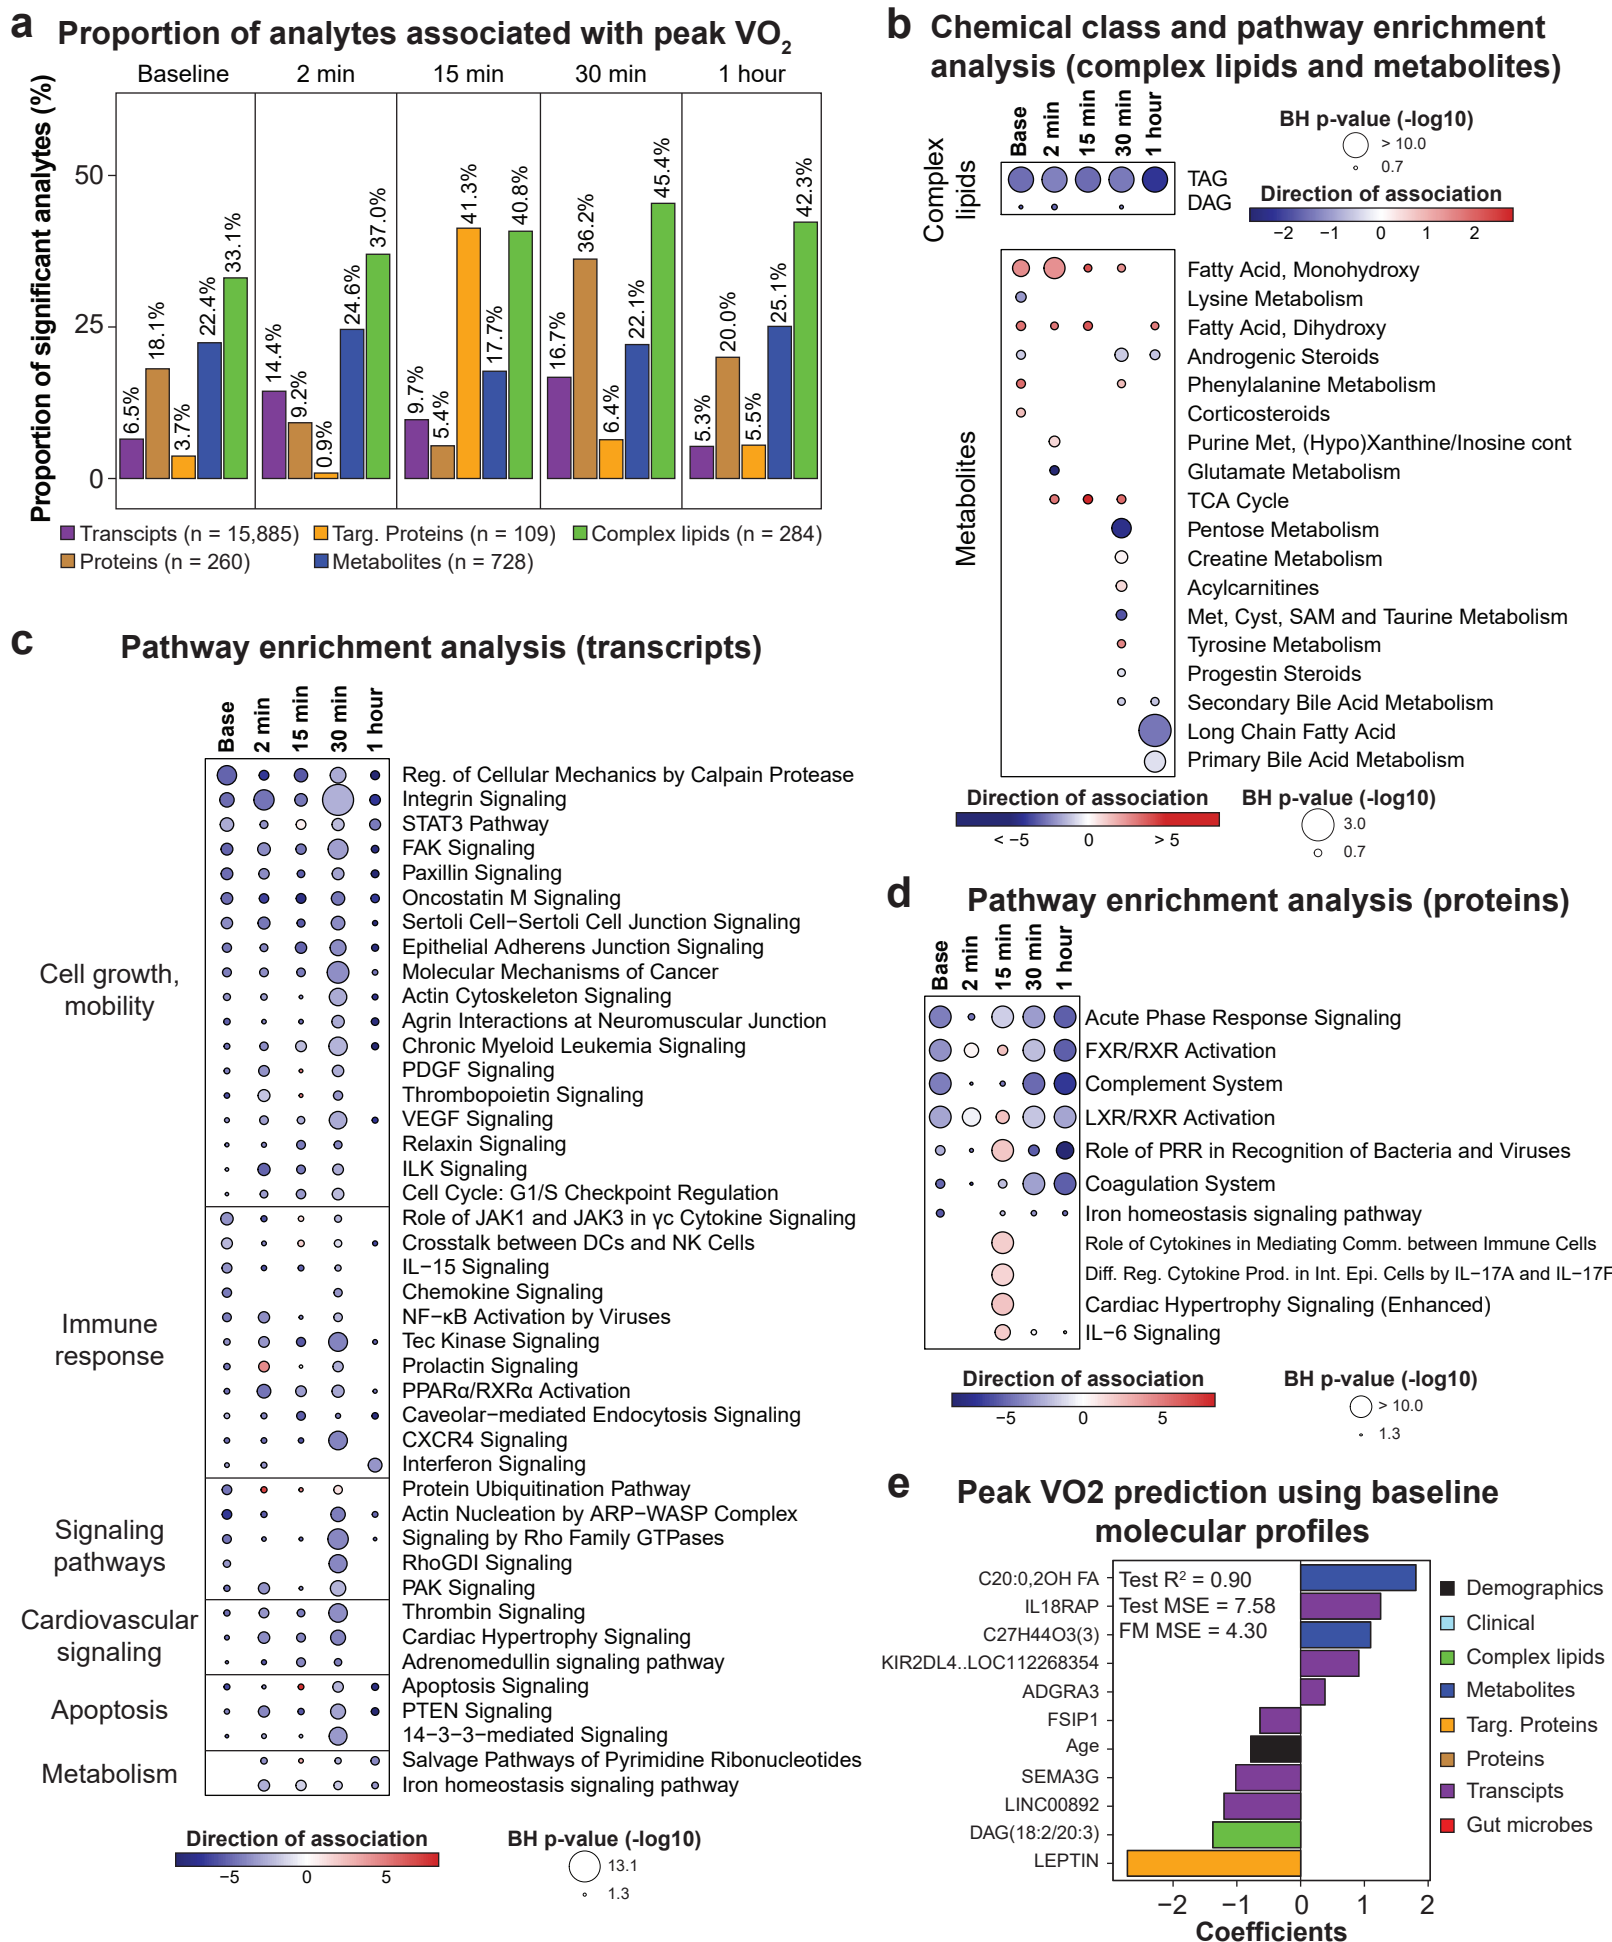 a Proportion of analytes associated with peak VO2
Baseline 2 min 15 min 30 min 1 hour
Proportion of significant analytes (%)
50
25
0
6.5% 18.1% 3.7% 22.4% 33.1%
14.4% 9.2% 0.9% 24.6% 37.0%
9.7% 5.4% 41.3% 17.7% 40.8%
16.7% 36.2% 6.4% 22.1% 45.4%
5.3% 20.0% 5.5% 25.1% 42.3%
Transcipts (n = 15,885) Targ. Proteins (n = 109) Complex lipids (n = 284)
Proteins (n = 260) Metabolites (n = 728)
b Chemical class and pathway enrichment
analysis (complex lipids and metabolites)
Base 2 min 15 min 30 min 1 hour
Complex
lipids
TAG
DAG
BH p-value (-log10)
> 10.0
0.7
Direction of association
−2 −1 0 1 2
Metabolites
Fatty Acid, Monohydroxy
Lysine Metabolism
Fatty Acid, Dihydroxy
Androgenic Steroids
Phenylalanine Metabolism
Corticosteroids
Purine Met, (Hypo)Xanthine/Inosine cont
Glutamate Metabolism
TCA Cycle
Pentose Metabolism
Creatine Metabolism
Acylcarnitines
Met, Cyst, SAM and Taurine Metabolism
Tyrosine Metabolism
Progestin Steroids
Secondary Bile Acid Metabolism
Long Chain Fatty Acid
Primary Bile Acid Metabolism
Direction of association
< −5 0 > 5
BH p-value (-log10)
3.0
0.7
c Pathway enrichment analysis (transcripts)
Base 2 min 15 min 30 min 1 hour
Cell growth,
mobility
Reg. of Cellular Mechanics by Calpain Protease
Integrin Signaling
STAT3 Pathway
FAK Signaling
Paxillin Signaling
Oncostatin M Signaling
Sertoli Cell−Sertoli Cell Junction Signaling
Epithelial Adherens Junction Signaling
Molecular Mechanisms of Cancer
Actin Cytoskeleton Signaling
Agrin Interactions at Neuromuscular Junction
Chronic Myeloid Leukemia Signaling
PDGF Signaling
Thrombopoietin Signaling
VEGF Signaling
Relaxin Signaling
ILK Signaling
Cell Cycle: G1/S Checkpoint Regulation
Immune
response
Role of JAK1 and JAK3 in γc Cytokine Signaling
Crosstalk between DCs and NK Cells
IL−15 Signaling
Chemokine Signaling
NF−κB Activation by Viruses
Tec Kinase Signaling
Prolactin Signaling
PPARα/RXRα Activation
Caveolar−mediated Endocytosis Signaling
CXCR4 Signaling
Interferon Signaling
Signaling
pathways
Protein Ubiquitination Pathway
Actin Nucleation by ARP−WASP Complex
Signaling by Rho Family GTPases
RhoGDI Signaling
PAK Signaling
Cardiovascular
signaling
Thrombin Signaling
Cardiac Hypertrophy Signaling
Adrenomedullin signaling pathway
Apoptosis
Apoptosis Signaling
PTEN Signaling
14−3−3−mediated Signaling
Metabolism
Salvage Pathways of Pyrimidine Ribonucleotides
Iron homeostasis signaling pathway
Direction of association
−5 0 5
BH p-value (-log10)
13.1
1.3
d Pathway enrichment analysis (proteins)
Base 2 min 15 min 30 min 1 hour
Acute Phase Response Signaling
FXR/RXR Activation
Complement System
LXR/RXR Activation
Role of PRR in Recognition of Bacteria and Viruses
Coagulation System
Iron homeostasis signaling pathway
Role of Cytokines in Mediating Comm. between Immune Cells
Diff. Reg. Cytokine Prod. in Int. Epi. Cells by IL−17A and IL−17F
Cardiac Hypertrophy Signaling (Enhanced)
IL−6 Signaling
Direction of association
−5 0 5
BH p-value (-log10)
> 10.0
1.3
e Peak VO2 prediction using baseline
molecular profiles
Test R2 = 0.90
Test MSE = 7.58
FM MSE = 4.30
C20:0,2OH FA
IL18RAP
C27H44O3(3)
KIR2DL4..LOC112268354
ADGRA3
FSIP1
Age
SEMA3G
LINC00892
DAG(18:2/20:3)
LEPTIN
−2 −1 0 1 2
Coefficients
Demographics
Clinical
Complex lipids
Metabolites
Targ. Proteins
Proteins
Transcipts
Gut microbes